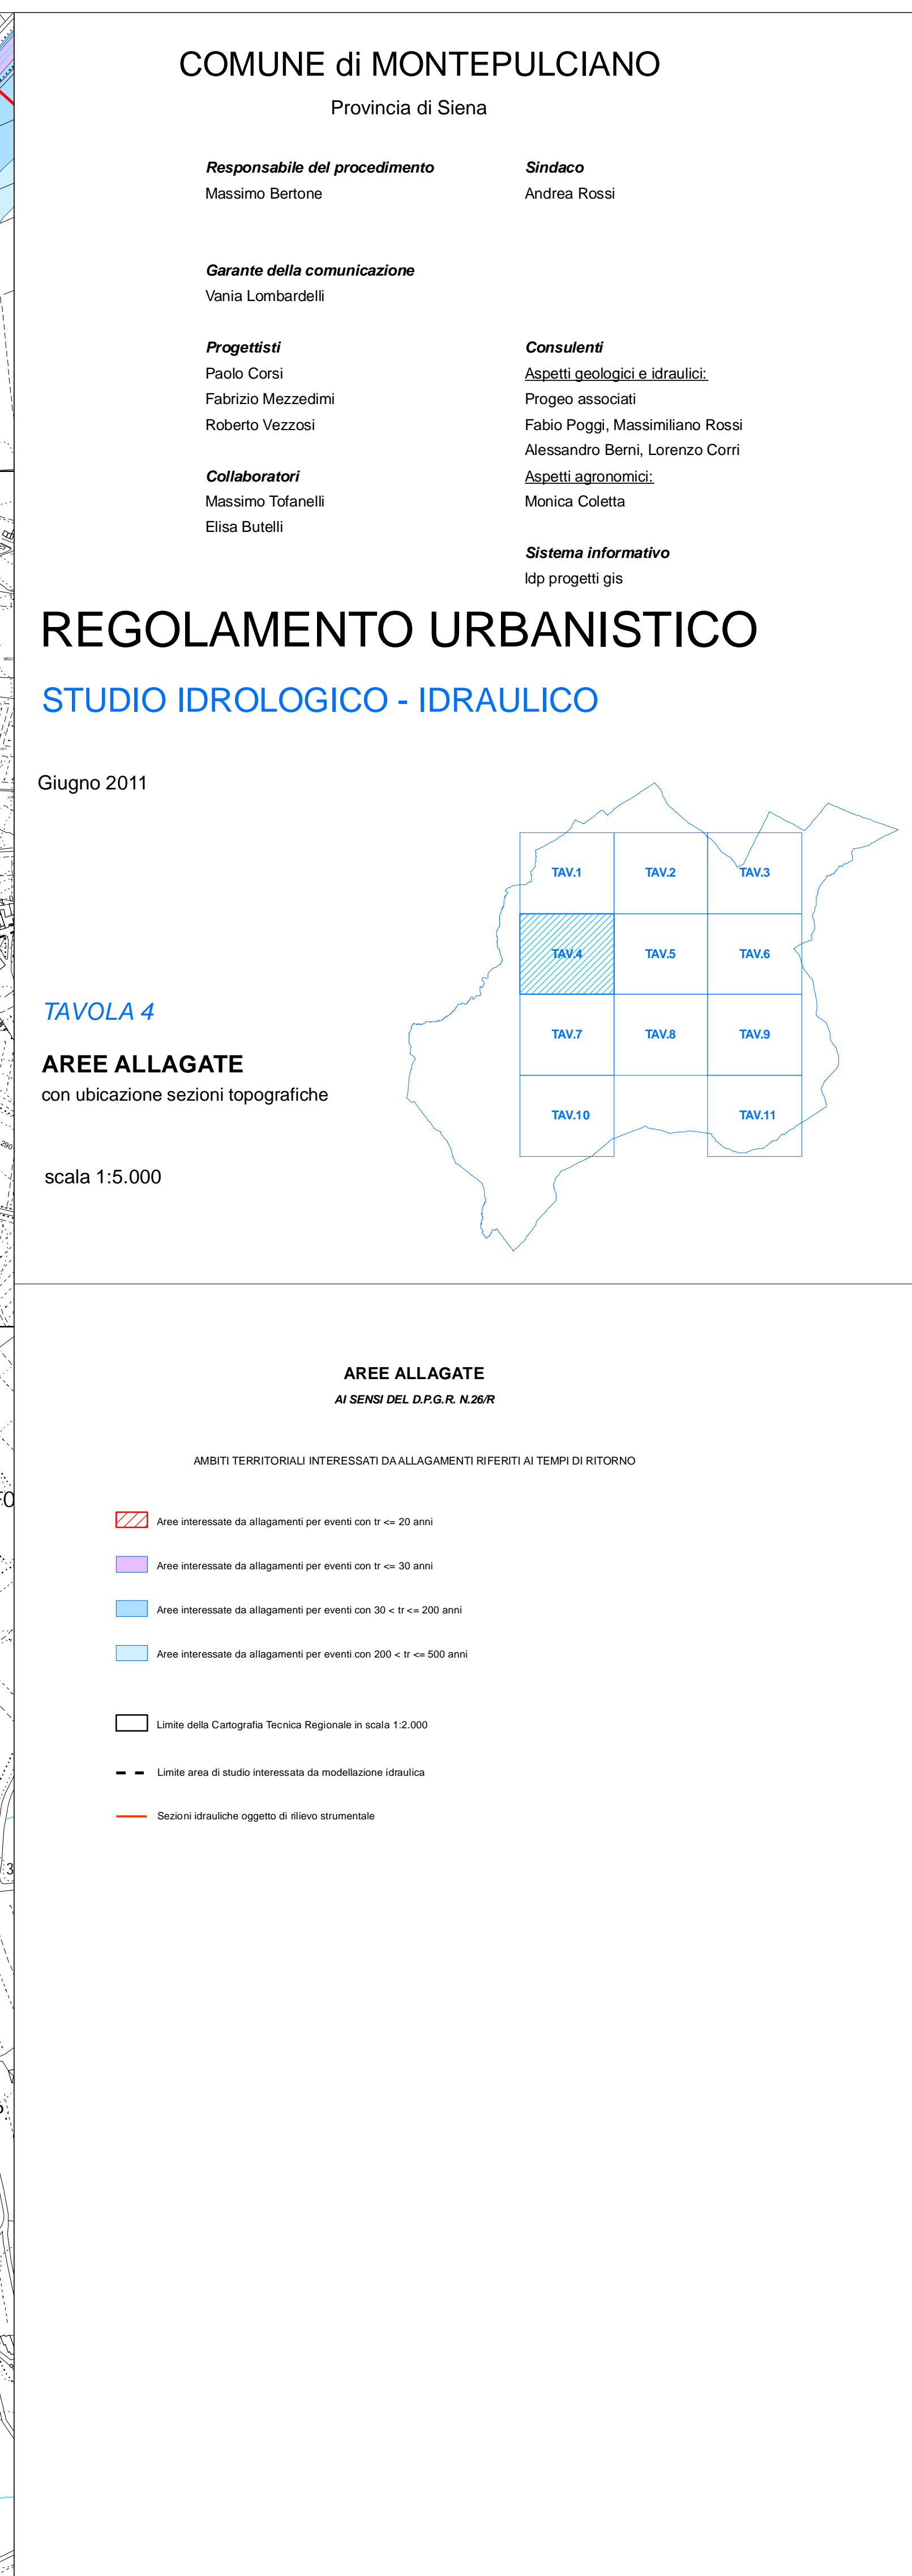 COMUNE di MONTEPULCIANO
Provincia di Siena
Responsabile del procedimento
Massimo Bertone
Sindaco
Andrea Rossi
Garante della comunicazione
Vania Lombardelli
Progettisti
Paolo Corsi
Fabrizio Mezzedimi
Roberto Vezzosi
Collaboratori
Massimo Tofanelli
Elisa Butelli
Consulenti
Aspetti geologici e idraulici:
Progeo associati
Fabio Poggi, Massimiliano Rossi
Alessandro Berni, Lorenzo Corri
Aspetti agronomici:
Monica Coletta
Sistema informativo
ldp progetti gis
REGOLAMENTO URBANISTICO
STUDIO IDROLOGICO - IDRAULICO
Giugno 2011
TAV.1 TAV.2 TAV.3
TAV.4 TAV.5 TAV.6
TAV.7 TAV.8 TAV.9
TAV.10 TAV.11
TAVOLA 4
AREE ALLAGATE
con ubicazione sezioni topografiche
scala 1:5.000
290
AREE ALLAGATE
AI SENSI DEL D.P.G.R. N.26/R
AMBITI TERRITORIALI INTERESSATI DA ALLAGAMENTI RIFERITI AI TEMPI DI RITORNO
Aree interessate da allagamenti per eventi con tr <= 20 anni
Aree interessate da allagamenti per eventi con tr <= 30 anni
Aree interessate da allagamenti per eventi con 30 < tr <= 200 anni
Aree interessate da allagamenti per eventi con 200 < tr <= 500 anni
Limite della Cartografia Tecnica Regionale in scala 1:2.000
Limite area di studio interessata da modellazione idraulica
Sezioni idrauliche oggetto di rilievo strumentale